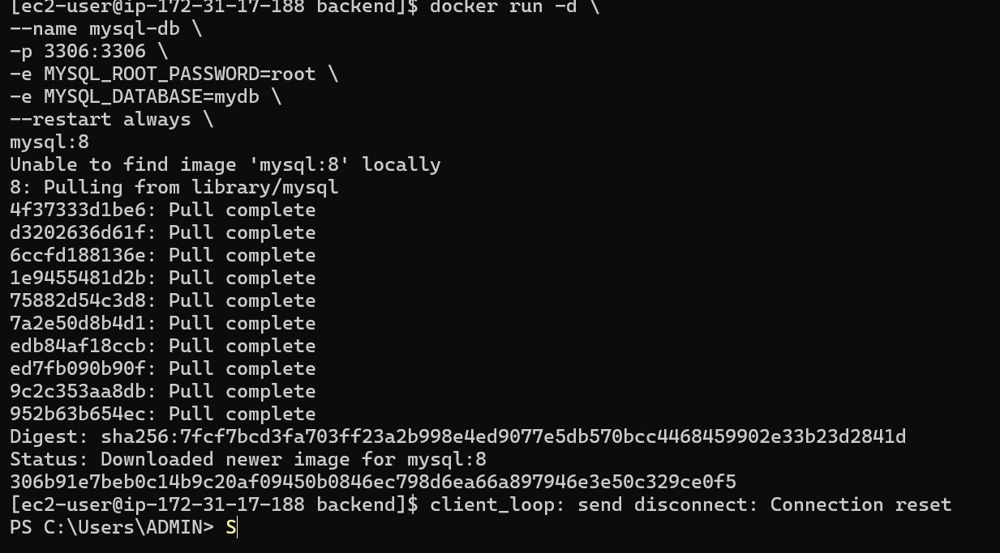 [ec2-user@ip-172-31-17-188 backend]$ docker run -d \
--name mysql-db \
-p 3306:3306 \
-e MYSQL_ROOT_PASSWORD=root \
-e MYSQL_DATABASE=mydb \
--restart always \
mysql:8
Unable to find image 'mysql:8' locally
8: Pulling from library/mysql
4f37333d1be6: Pull complete
d3202636d61f: Pull complete
6ccfd188136e: Pull complete
1e9455481d2b: Pull complete
75882d54c3d8: Pull complete
7a2e50d8b4d1: Pull complete
edb84af18ccb: Pull complete
ed7fb090b90f: Pull complete
9c2c353aa8db: Pull complete
952b63b654ec: Pull complete
Digest: sha256:7fcf7bcd3fa703ff23a2b998e4ed9077e5db570bcc4468459902e33b23d2841d
Status: Downloaded newer image for mysql:8
306b91e7beb0c14b9c20af09450b0846ec798d6ea66a897946e3e50c329ce0f5
[ec2-user@ip-172-31-17-188 backend]$ client_loop: send disconnect: Connection reset
PS C:\Users\ADMIN> S